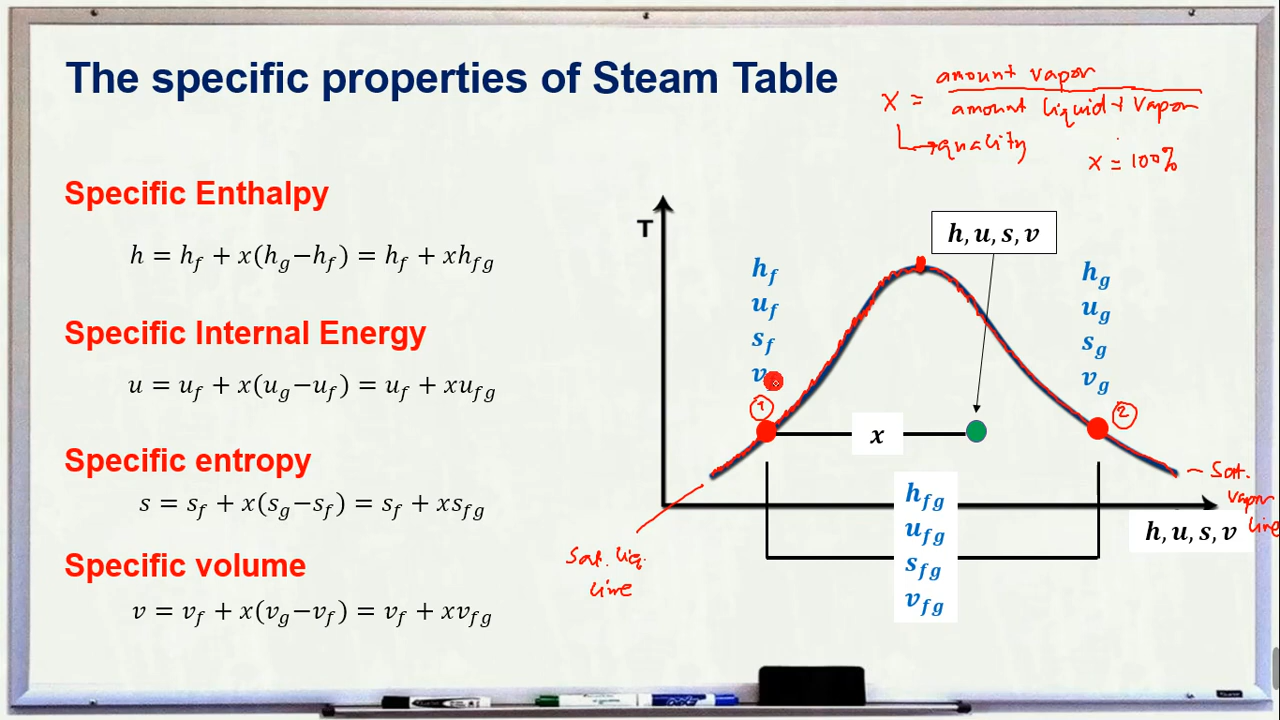 The specific properties of Steam Table
x = amount vapor / amount liquid + vapor
quality
x = 100%
Specific Enthalpy
h = h_f + x(h_g−h_f) = h_f + xh_fg
Specific Internal Energy
u = u_f + x(u_g−u_f) = u_f + xu_fg
Specific entropy
s = s_f + x(s_g−s_f) = s_f + xs_fg
Specific volume
v = v_f + x(v_g−v_f) = v_f + xv_fg
T
h, u, s, v
h_f
u_f
s_f
v
h_g
u_g
s_g
v_g
1
2
x
h_fg
u_fg
s_fg
v_fg
h, u, s, v
Sat. liq.
line
Sat.
vapor
line